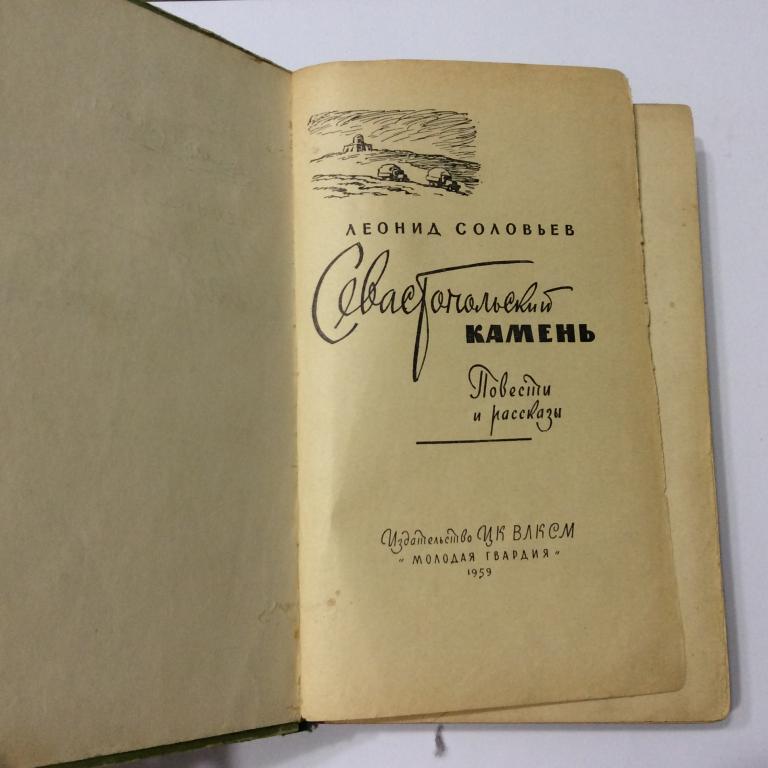 ЛЕОНИД СОЛОВЬЕВ
Севастопольский
КАМЕНЬ
Повести
и рассказы
Издательство ЦК ВЛКСМ
„МОЛОДАЯ ГВАРДИЯ"
1959